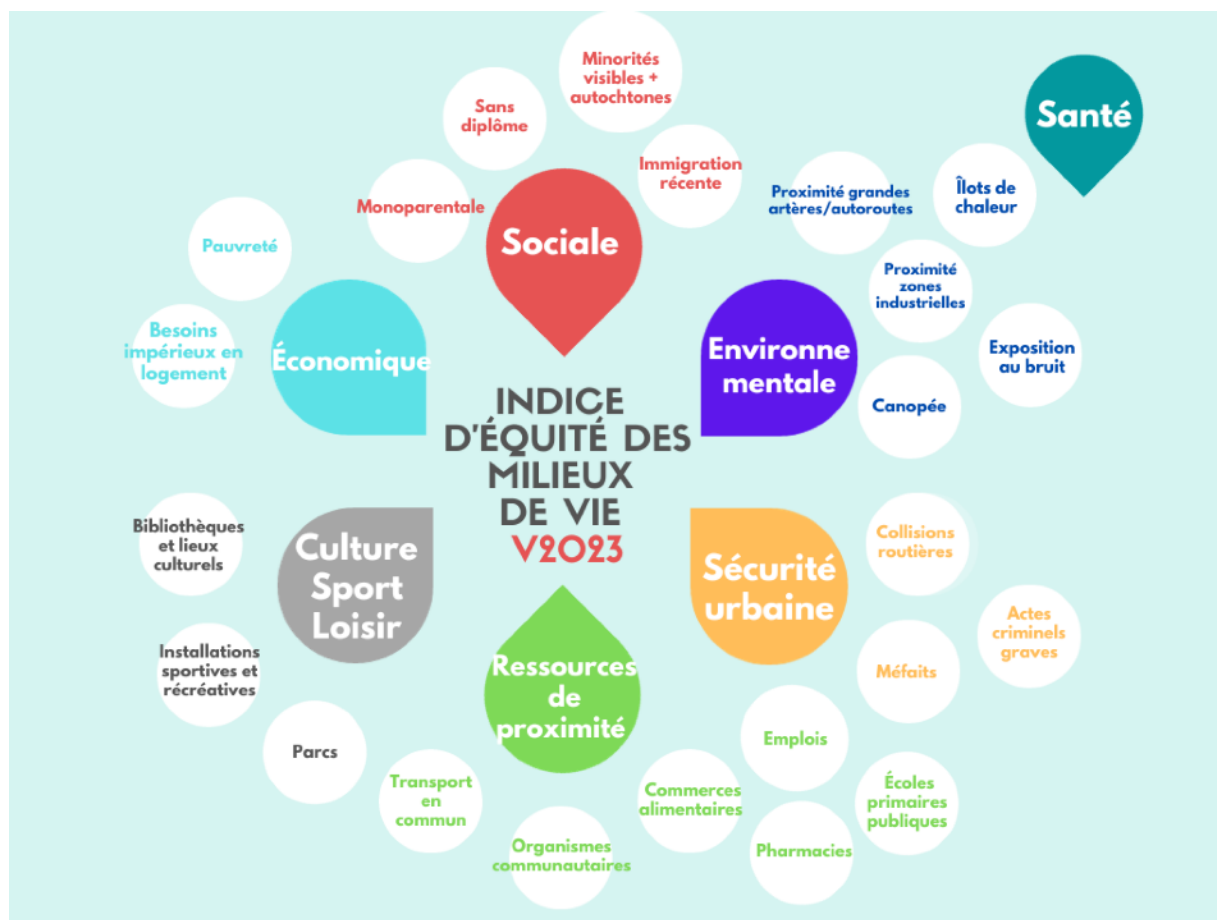 INDICE
D'ÉQUITÉ DES
MILIEUX
DE VIE
V2023
Sociale
Monoparentale
Sans
diplôme
Minorités
visibles +
autochtones
Immigration
récente
Santé
Environne
mentale
Proximité grandes
artères/autoroutes
Îlots de
chaleur
Proximité
zones
industrielles
Exposition
au bruit
Canopée
Sécurité
urbaine
Collisions
routières
Actes
criminels
graves
Méfaits
Ressources
de
proximité
Emplois
Écoles
primaires
publiques
Commerces
alimentaires
Pharmacies
Organismes
communautaires
Transport
en
commun
Culture
Sport
Loisir
Parcs
Installations
sportives et
récréatives
Bibliothèques
et lieux
culturels
Économique
Besoins
impérieux en
logement
Pauvreté